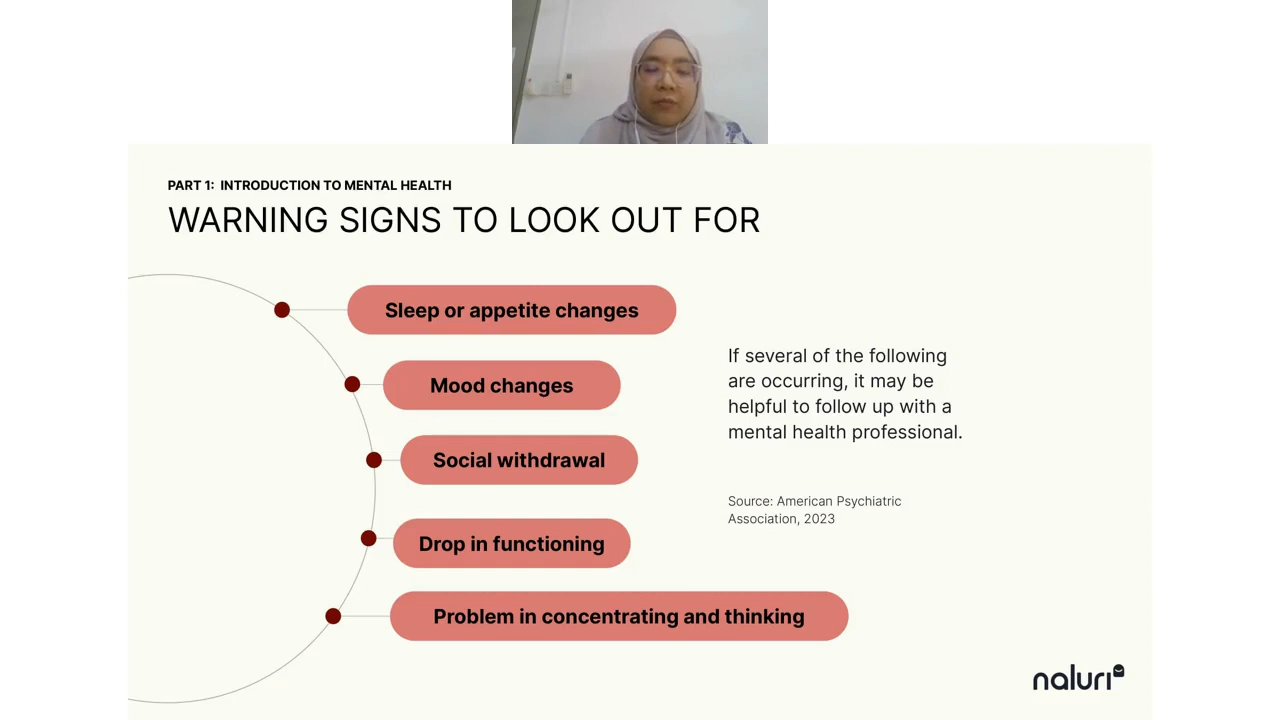 PART 1: INTRODUCTION TO MENTAL HEALTH
WARNING SIGNS TO LOOK OUT FOR
Sleep or appetite changes
Mood changes
Social withdrawal
Drop in functioning
Problem in concentrating and thinking
If several of the following
are occurring, it may be
helpful to follow up with a
mental health professional.
Source: American Psychiatric
Association, 2023
naluri